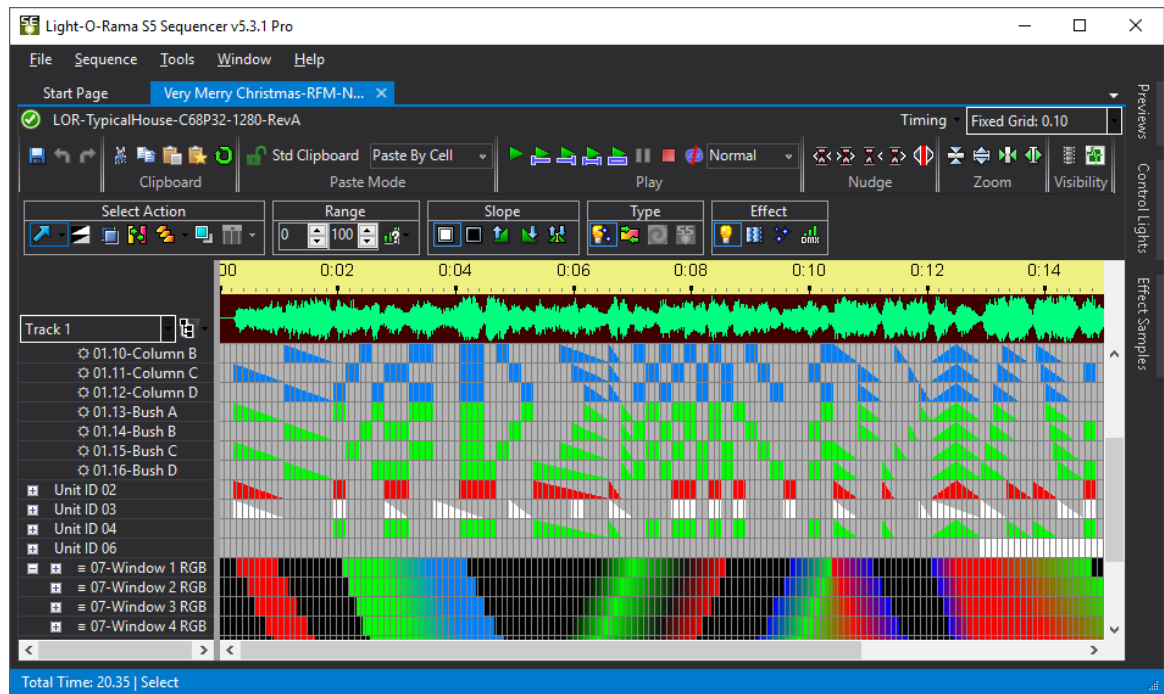 Light-O-Rama S5 Sequencer v5.3.1 Pro
File Sequence Tools Window Help
Start Page Very Merry Christmas-RFM-N...
LOR-TypicalHouse-C68P32-1280-RevA Timing Fixed Grid: 0.10
Std Clipboard Paste By Cell Normal
Clipboard Paste Mode Play Nudge Zoom Visibility
Select Action Range Slope Type Effect
0 100 DMX
00 0:02 0:04 0:06 0:08 0:10 0:12 0:14
Track 1
01.10-Column B
01.11-Column C
01.12-Column D
01.13-Bush A
01.14-Bush B
01.15-Bush C
01.16-Bush D
Unit ID 02
Unit ID 03
Unit ID 04
Unit ID 06
07-Window 1 RGB
07-Window 2 RGB
07-Window 3 RGB
07-Window 4 RGB
Total Time: 20.35 | Select
Previews
Control Lights
Effect Samples